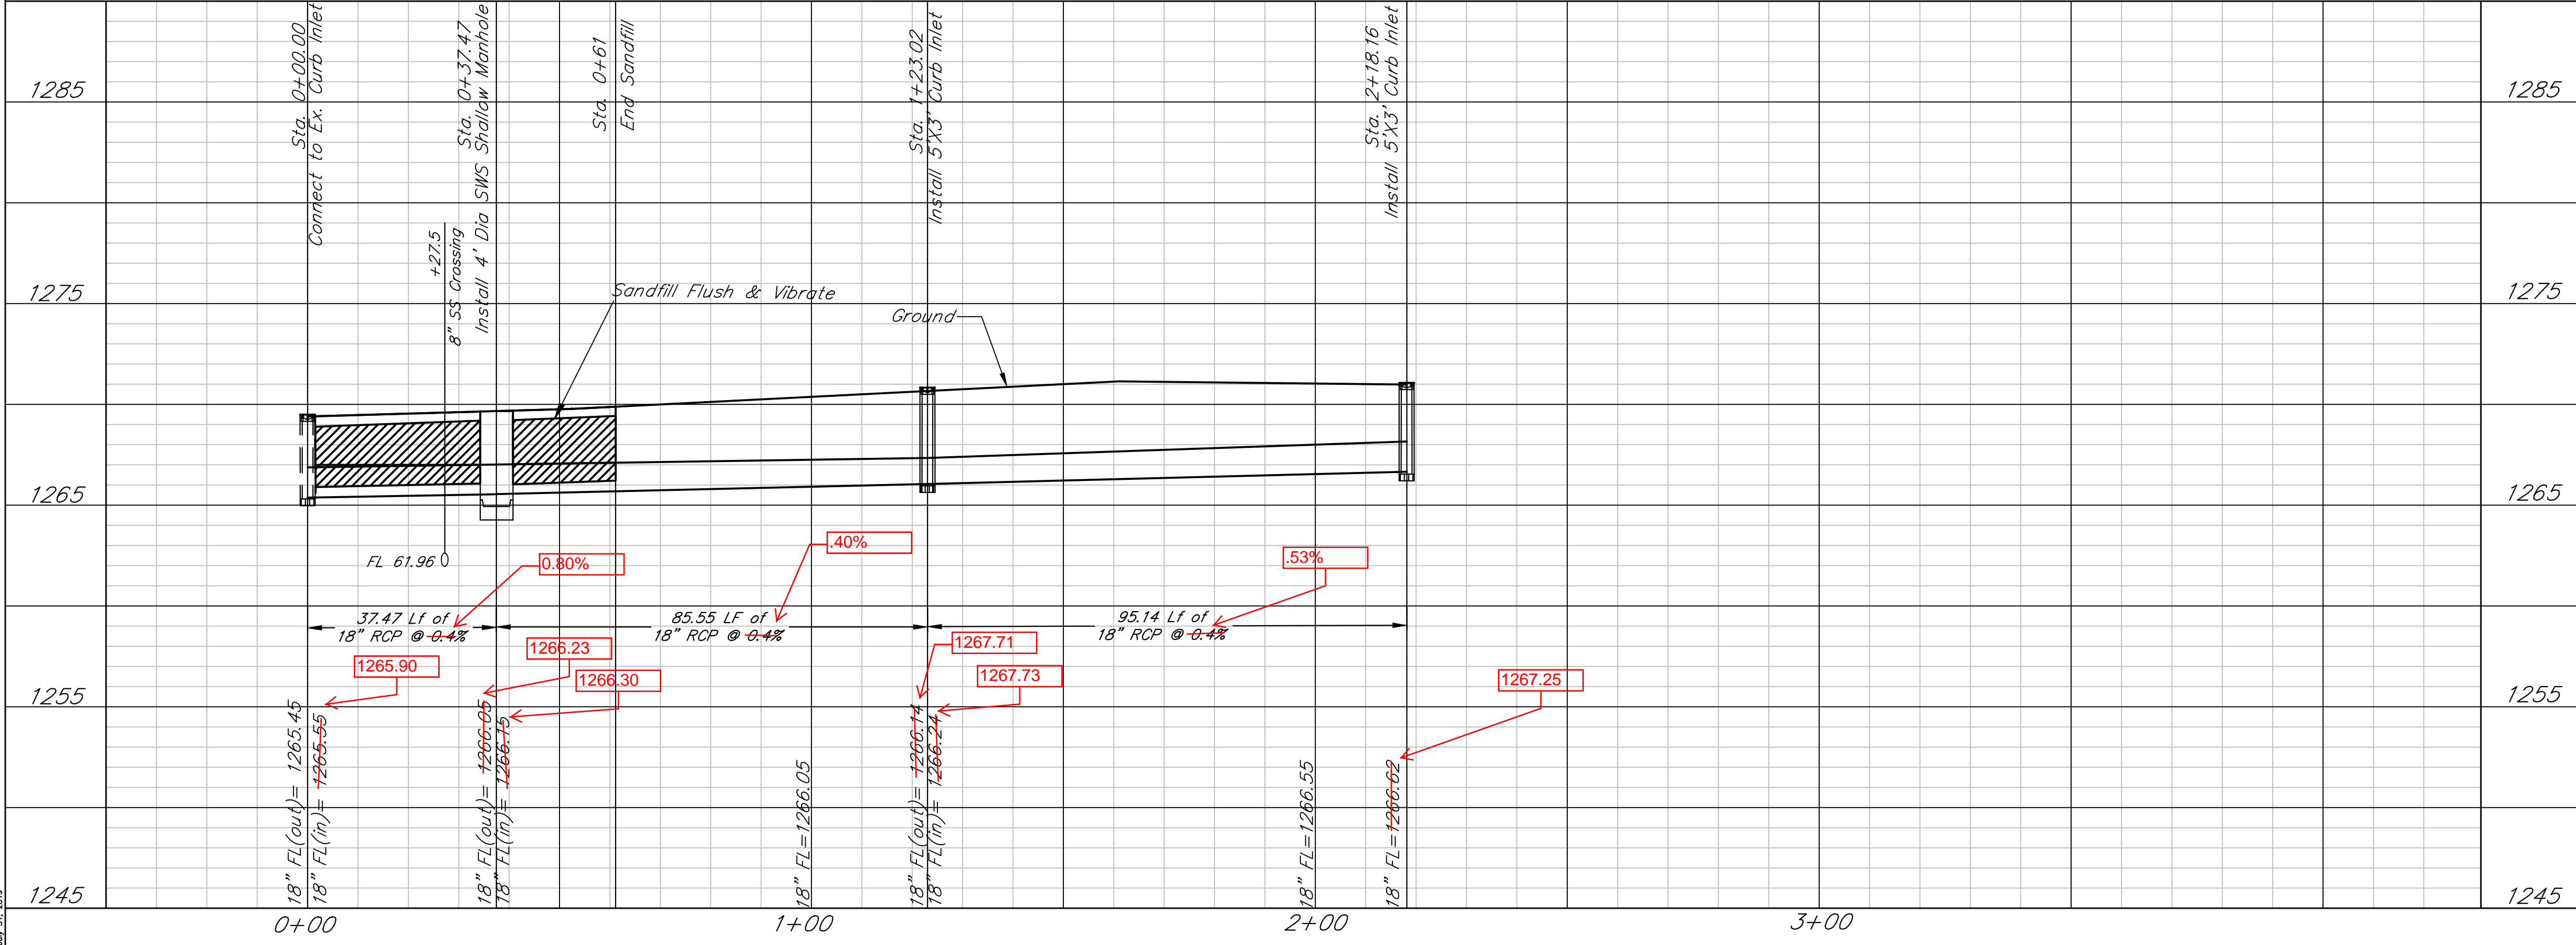 Sta. 0+00.00
Connect to Ex. Curb Inlet
Sta. 0+37.47
Install 4' Dia SWS Shallow Manhole
Sta. 0+61
End Sandfill
Sta. 1+23.02
Install 5'X3' Curb Inlet
Sta. 2+18.16
Install 5'X3' Curb Inlet
1285
1285
+27.5
8" SS Crossing
1275
1275
Sandfill Flush & Vibrate
Ground
1265
1265
FL 61.96
0.80%
.40%
.53%
37.47 Lf of
18" RCP @ 0.4%
85.55 LF of
18" RCP @ 0.4%
95.14 Lf of
18" RCP @ 0.4%
1265.90
1266.23
1266.30
1267.71
1267.73
1267.25
1255
1255
18" FL(out)= 1265.45
18" FL(in)= 1265.55
18" FL(out)= 1266.05
18" FL(in)= 1266.15
18" FL=1266.05
18" FL(out)= 1266.14
18" FL(in)= 1266.24
18" FL=1266.55
18" FL=1266.62
1245
1245
0+00
1+00
2+00
3+00